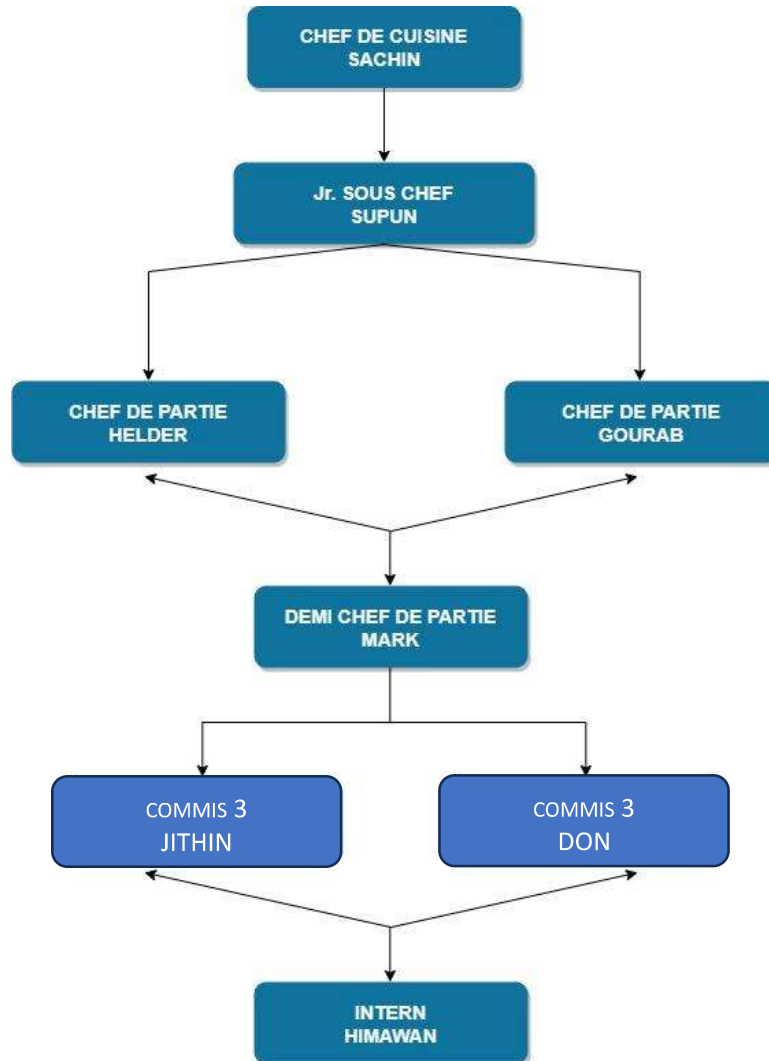 CHEF DE CUISINE
SACHIN
Jr. SOUS CHEF
SUPUN
CHEF DE PARTIE
HELDER
CHEF DE PARTIE
GOURAB
DEMI CHEF DE PARTIE
MARK
COMMIS 3
JITHIN
COMMIS 3
DON
INTERN
HIMAWAN